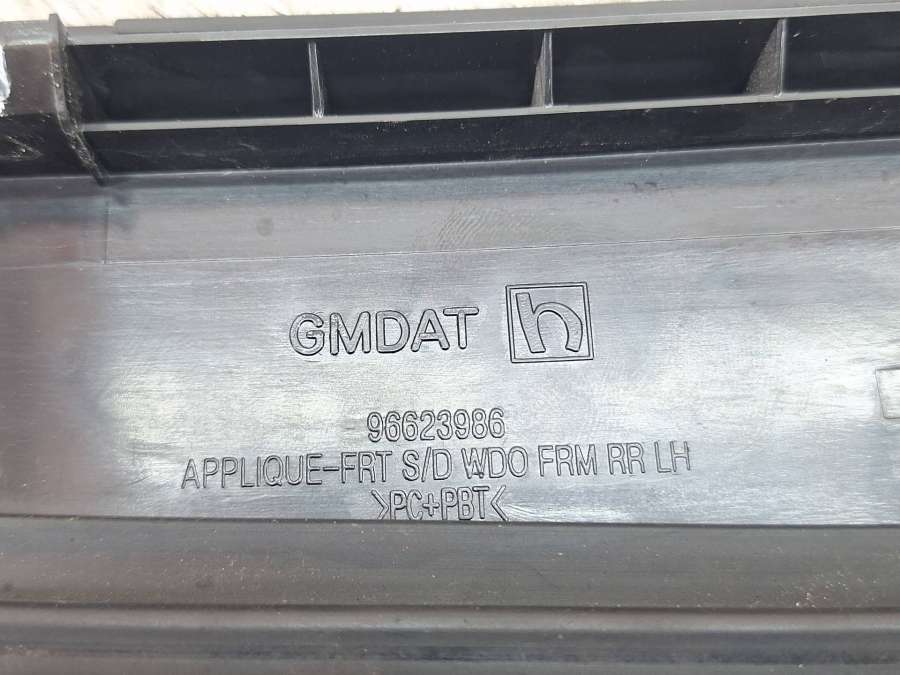 GMDAT h
96623986
APPLIQUE-FRT S/D WDO FRM RR LH
>PC+PBT<